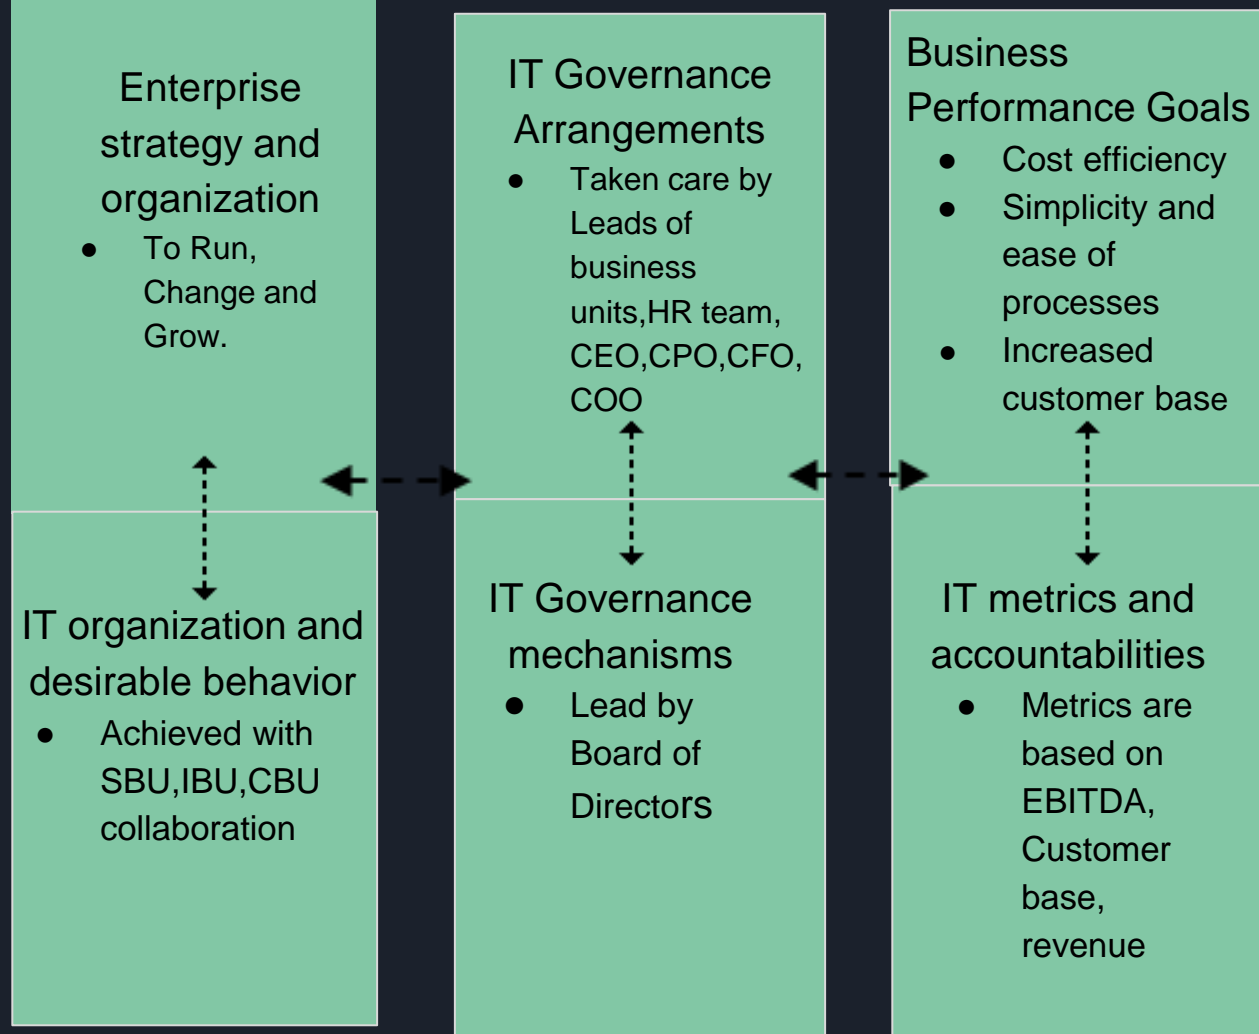 Enterprise
strategy and
organization
● To Run,
Change and
Grow.
IT organization and
desirable behavior
● Achieved with
SBU,IBU,CBU
collaboration
IT Governance
Arrangements
● Taken care by
Leads of
business
units,HR team,
CEO,CPO,CFO,
COO
IT Governance
mechanisms
● Lead by
Board of
Directors
Business
Performance Goals
● Cost efficiency
● Simplicity and
ease of
processes
● Increased
customer base
IT metrics and
accountabilities
● Metrics are
based on
EBITDA,
Customer
base,
revenue